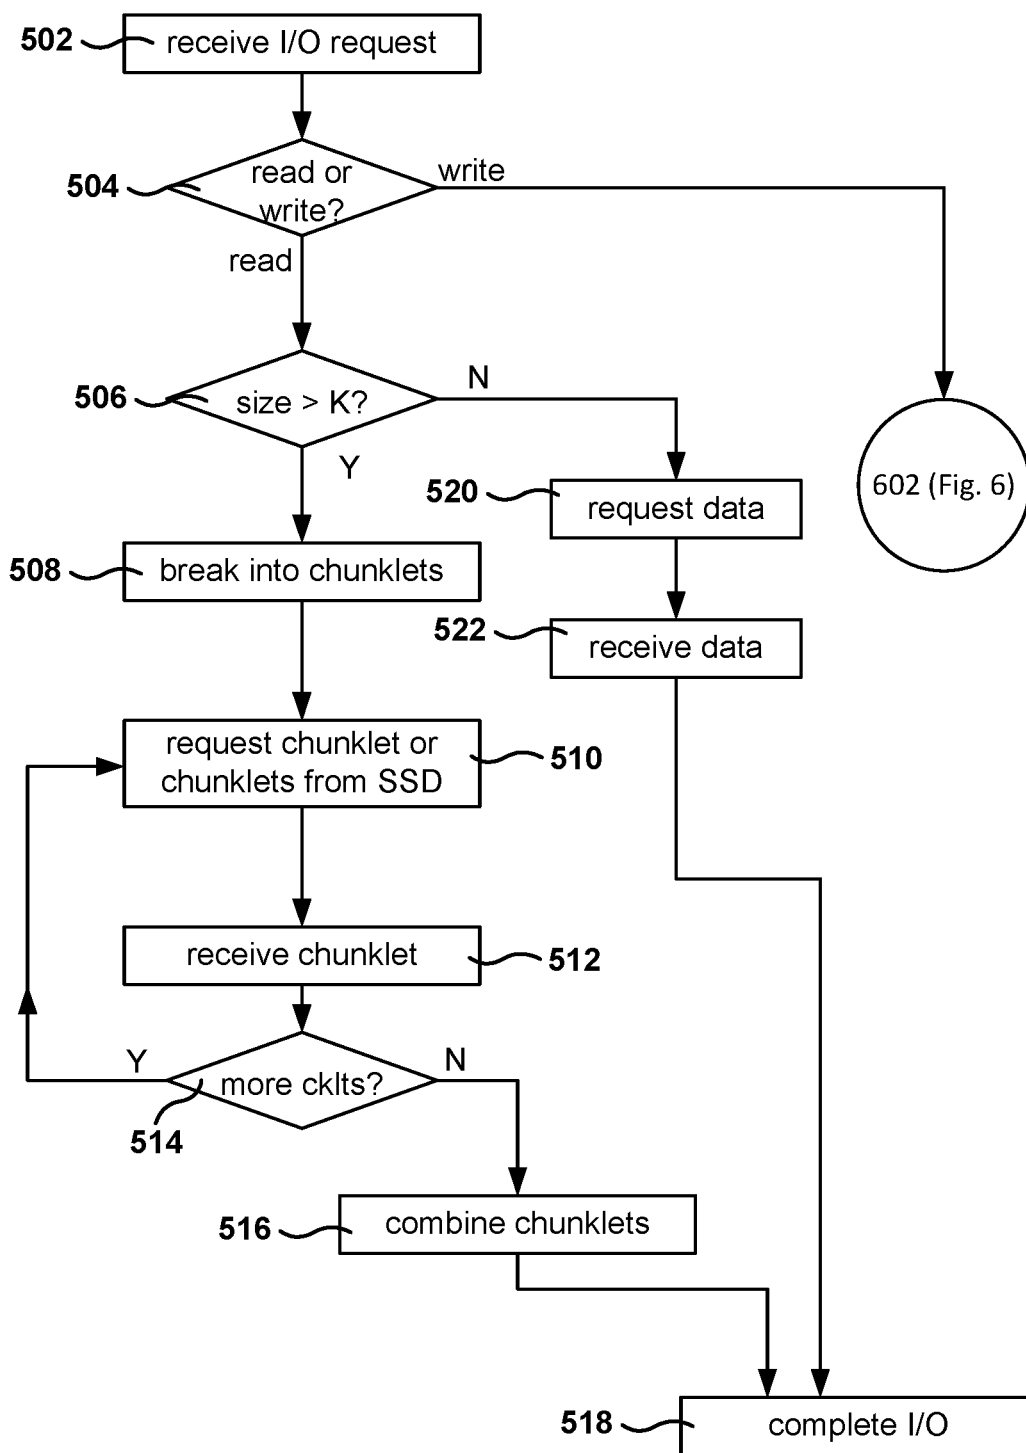 502
receive I/O request
504
read or
write?
write
read
506
size > K?
N
Y
520
request data
602 (Fig. 6)
508
break into chunklets
522
receive data
request chunklet or
chunklets from SSD
510
receive chunklet
512
Y
more cklts?
N
514
516
combine chunklets
518
complete I/O